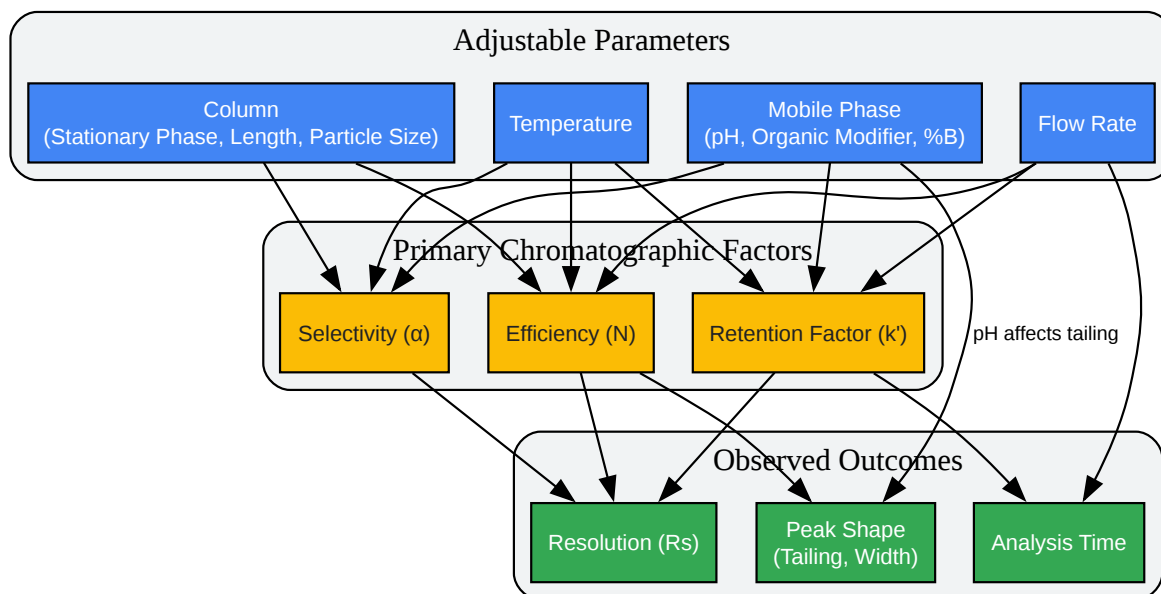 Adjustable Parameters
Column
(Stationary Phase, Length, Particle Size)
Temperature
Mobile Phase
(pH, Organic Modifier, %B)
Flow Rate
Primary Chromatographic Factors
Selectivity (α)
Efficiency (N)
Retention Factor (k')
pH affects tailing
Observed Outcomes
Resolution (Rs)
Peak Shape
(Tailing, Width)
Analysis Time